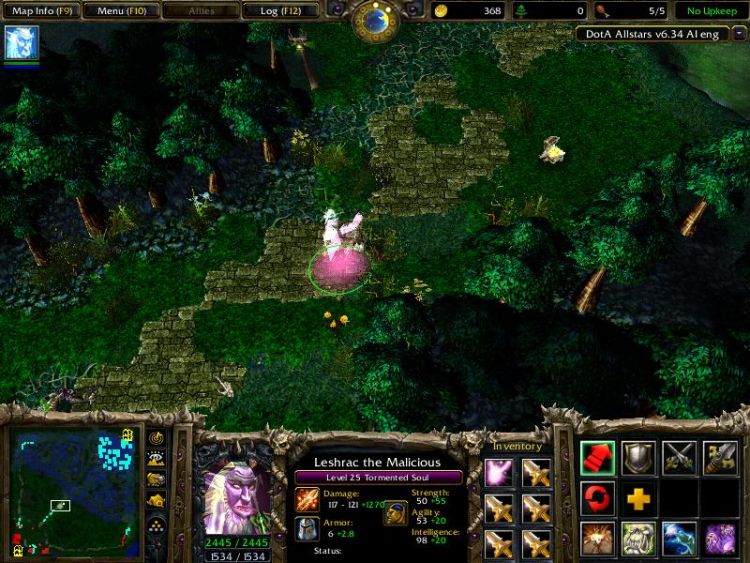 Map Info (F9)
Menu (F10)
Allies
Log (F12)
368
0
5/5
No Upkeep
DotA Allstars v6.34 AI eng
Leshrac the Malicious
Level 25 Tormented Soul
Damage:
117 - 121 +1270
Armor:
6 +2.8
Status:
Strength:
50 +55
Agility:
53 +20
Intelligence:
98 +20
2445 / 2445
1534 / 1534
Inventory